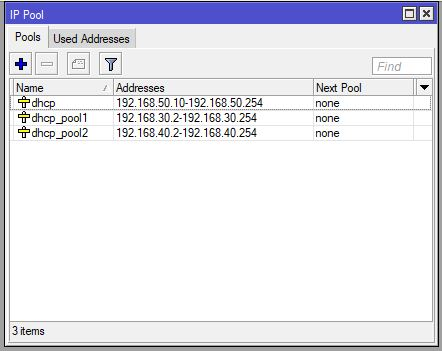 IP Pool
Pools Used Addresses
Find
Name Addresses Next Pool
dhcp 192.168.50.10-192.168.50.254 none
dhcp_pool1 192.168.30.2-192.168.30.254 none
dhcp_pool2 192.168.40.2-192.168.40.254 none
3 items